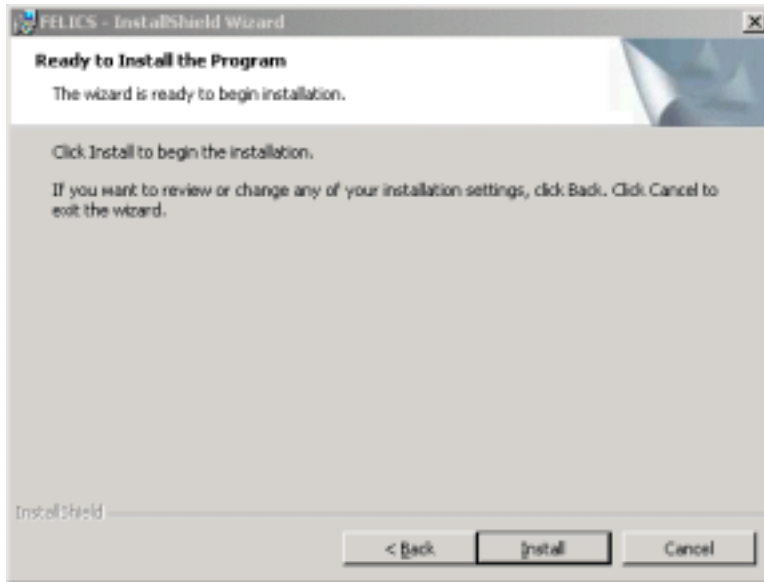 FELICS - InstallShield Wizard
Ready to Install the Program
The wizard is ready to begin installation.
Click Install to begin the installation.
If you want to review or change any of your installation settings, click Back. Click Cancel to
exit the wizard.
InstallShield
< Back
Install
Cancel